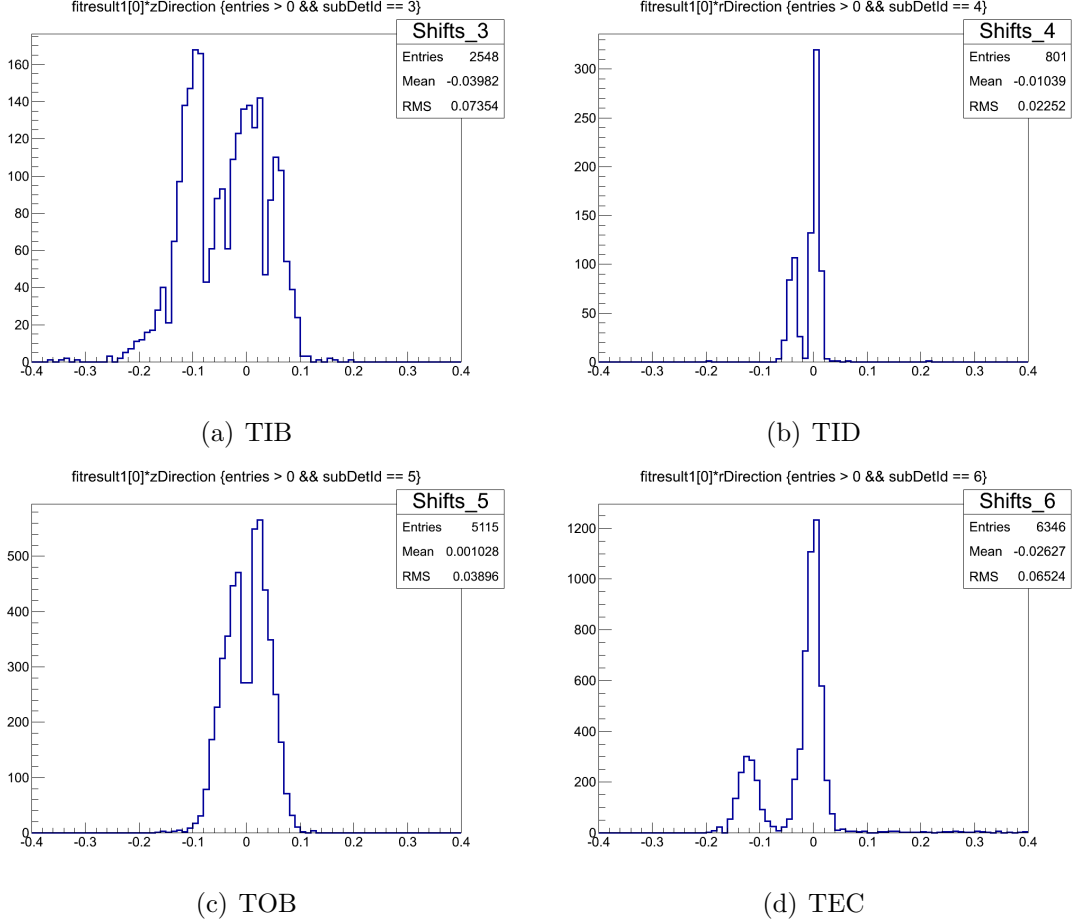 fitresult1[0]*zDirection {entries > 0 && subDetId == 3}
Shifts_3
Entries 2548
Mean -0.03982
RMS 0.07354
160
140
120
100
80
60
40
20
0
-0.4 -0.3 -0.2 -0.1 0 0.1 0.2 0.3 0.4
(a) TIB
fitresult1[0]*rDirection {entries > 0 && subDetId == 4}
Shifts_4
Entries 801
Mean -0.01039
RMS 0.02252
300
250
200
150
100
50
0
-0.4 -0.3 -0.2 -0.1 0 0.1 0.2 0.3 0.4
(b) TID
fitresult1[0]*zDirection {entries > 0 && subDetId == 5}
Shifts_5
Entries 5115
Mean 0.001028
RMS 0.03896
500
400
300
200
100
0
-0.4 -0.3 -0.2 -0.1 0 0.1 0.2 0.3 0.4
(c) TOB
fitresult1[0]*rDirection {entries > 0 && subDetId == 6}
Shifts_6
Entries 6346
Mean -0.02627
RMS 0.06524
1200
1000
800
600
400
200
0
-0.4 -0.3 -0.2 -0.1 0 0.1 0.2 0.3 0.4
(d) TEC